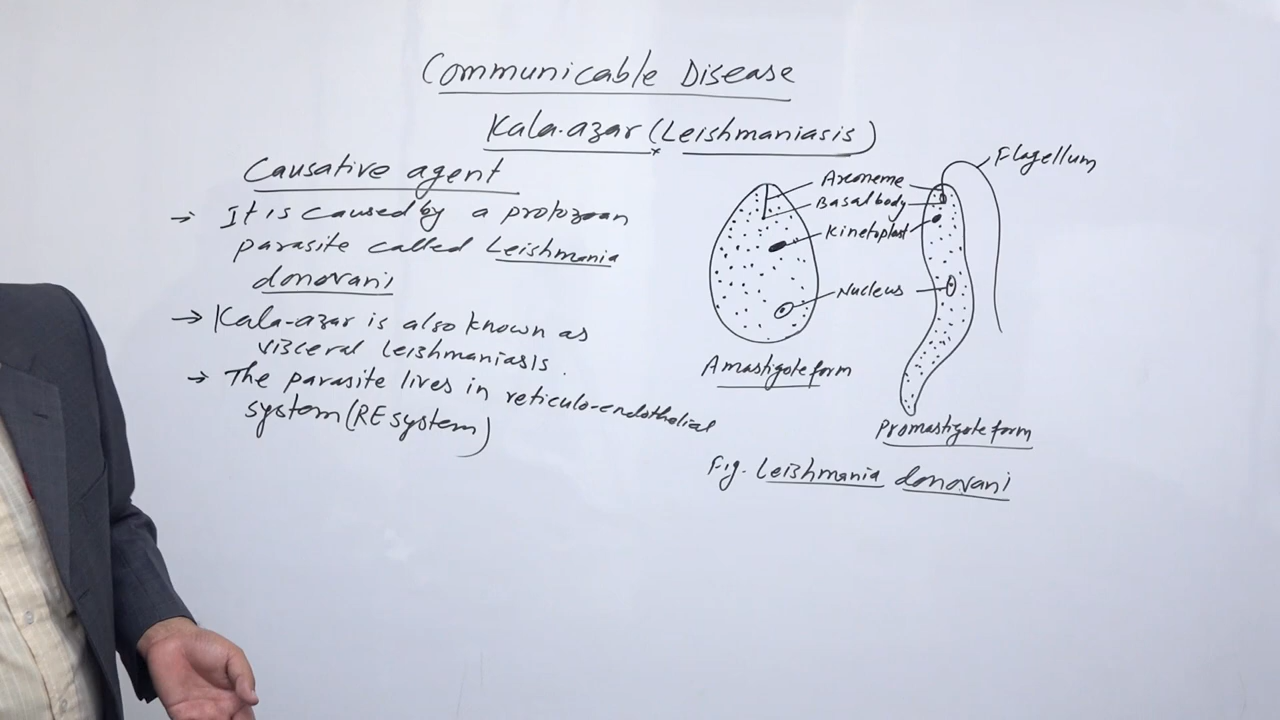 Communicable Disease
Kala-azar (Leishmaniasis)
Causative agent
→ It is caused by a protozoan
parasite called Leishmania
donovani
→ Kala-azar is also known as
visceral leishmaniasis.
→ The parasite lives in reticulo-endothelial
system (RE system)
Flagellum
Axoneme
Basal body
Kinetoplast
Nucleus
Amastigote form
Promastigote form
Fig. Leishmania donovani